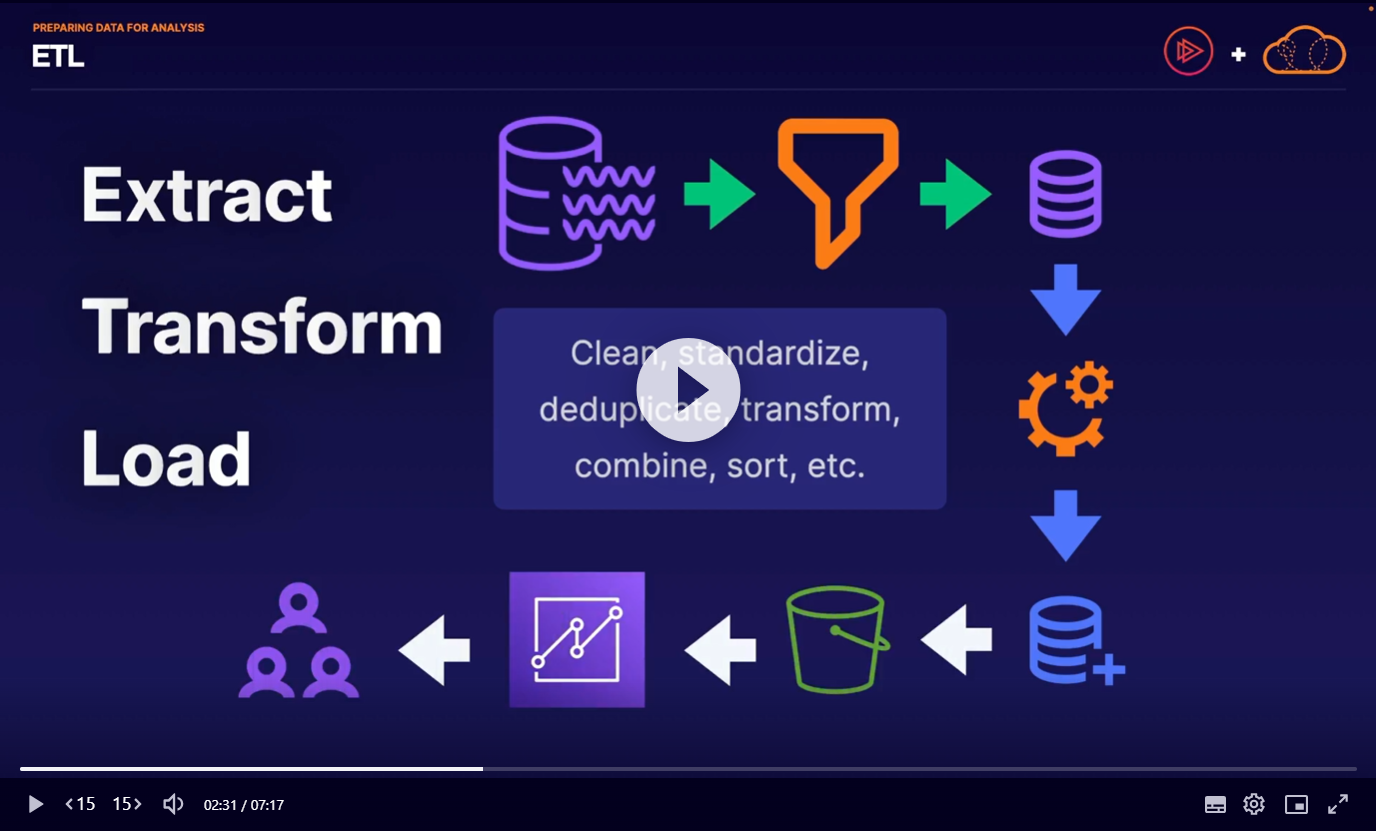 PREPARING DATA FOR ANALYSIS
ETL
Extract
Transform
Load
Clean, standardize,
deduplicate, transform,
combine, sort, etc.
15
15
02:31 / 07:17